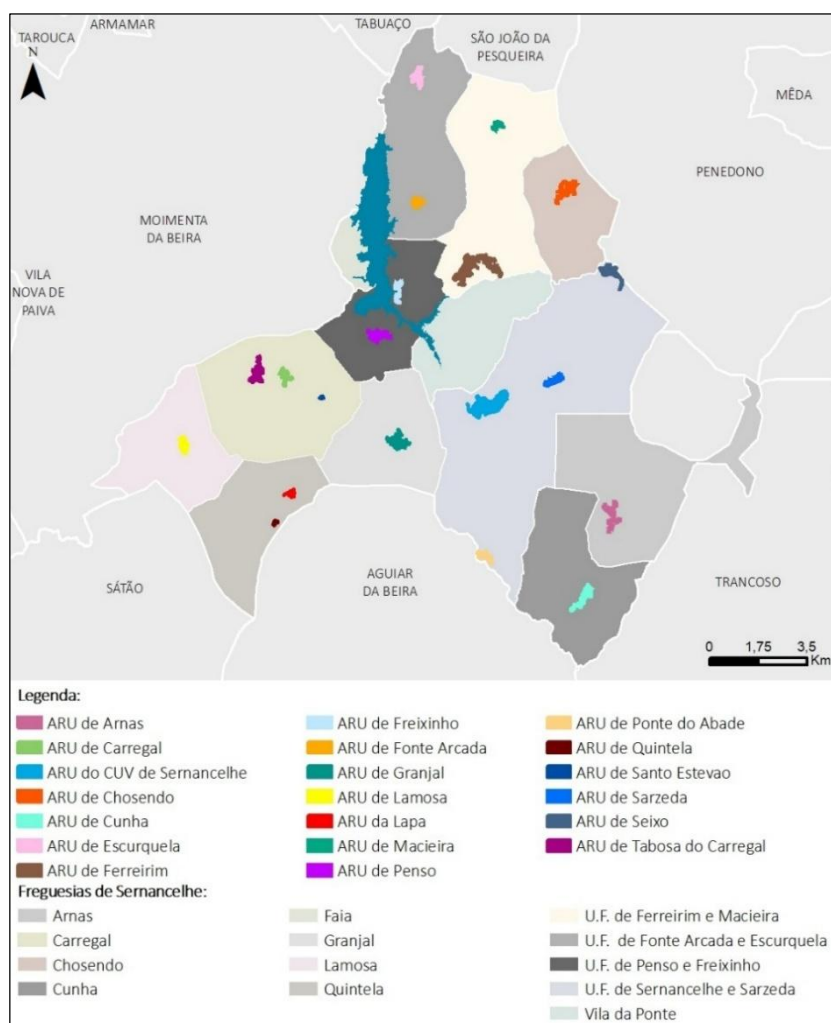 ARMAMAR
TABUAÇO
TAROUCA
SÃO JOÃO DA
PESQUEIRA
N
MÊDA
PENEDONO
MOIMENTA
DA BEIRA
VILA
NOVA DE
PAIVA
SÁTÃO
AGUIAR
DA BEIRA
TRANCOSO
0 1,75 3,5
Km
Legenda:
ARU de Arnas
ARU de Carregal
ARU do CUV de Sernancelhe
ARU de Chosendo
ARU de Cunha
ARU de Escurquela
ARU de Ferreirim
ARU de Freixinho
ARU de Fonte Arcada
ARU de Granjal
ARU de Lamosa
ARU da Lapa
ARU de Macieira
ARU de Penso
ARU de Ponte do Abade
ARU de Quintela
ARU de Santo Estevao
ARU de Sarzeda
ARU de Seixo
ARU de Tabosa do Carregal
Freguesias de Sernancelhe:
Arnas
Carregal
Chosendo
Cunha
Faia
Granjal
Lamosa
Quintela
U.F. de Ferreirim e Macieira
U.F. de Fonte Arcada e Escurquela
U.F. de Penso e Freixinho
U.F. de Sernancelhe e Sarzeda
Vila da Ponte